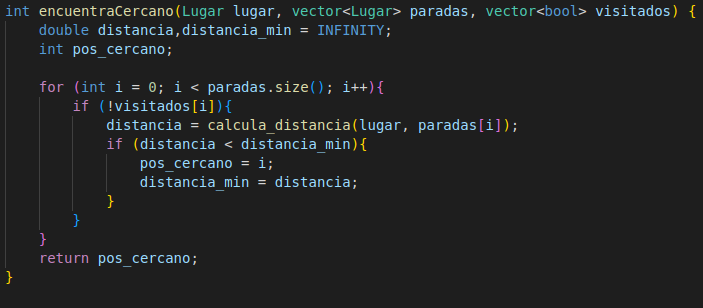 int encuentraCercano(Lugar lugar, vector<Lugar> paradas, vector<bool> visitados) {
    double distancia,distancia_min = INFINITY;
    int pos_cercano;

    for (int i = 0; i < paradas.size(); i++){
        if (!visitados[i]){
            distancia = calcula_distancia(lugar, paradas[i]);
            if (distancia < distancia_min){
                pos_cercano = i;
                distancia_min = distancia;
            }
        }
    }
    return pos_cercano;
}